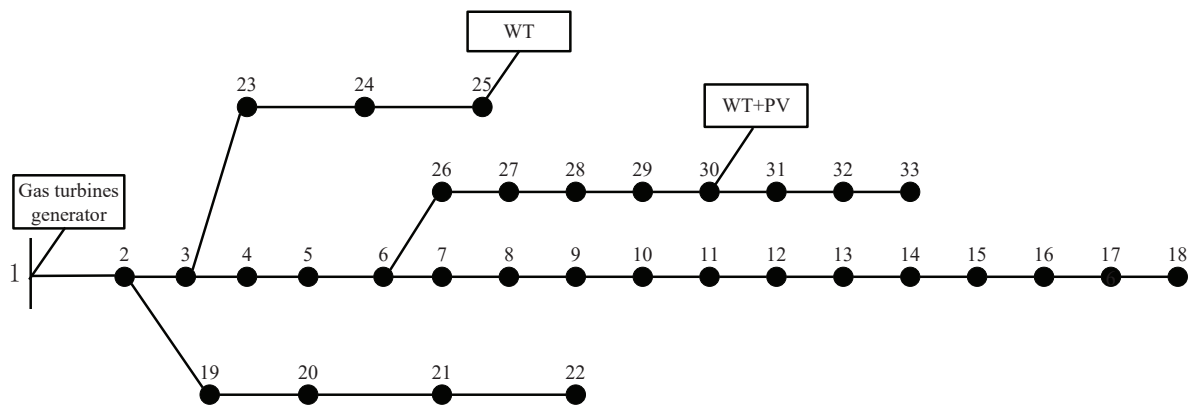 WT
23 24 25
WT+PV
26 27 28 29 30 31 32 33
Gas turbines
generator
1 2 3 4 5 6 7 8 9 10 11 12 13 14 15 16 17 18
6
19 20 21 22